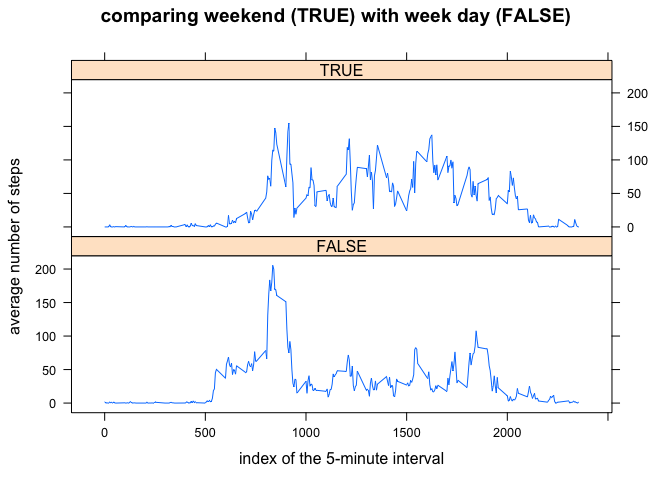 comparing weekend (TRUE) with week day (FALSE)
TRUE
200
150
100
50
0
FALSE
200
150
100
50
0
average number of steps
0 500 1000 1500 2000
index of the 5-minute interval